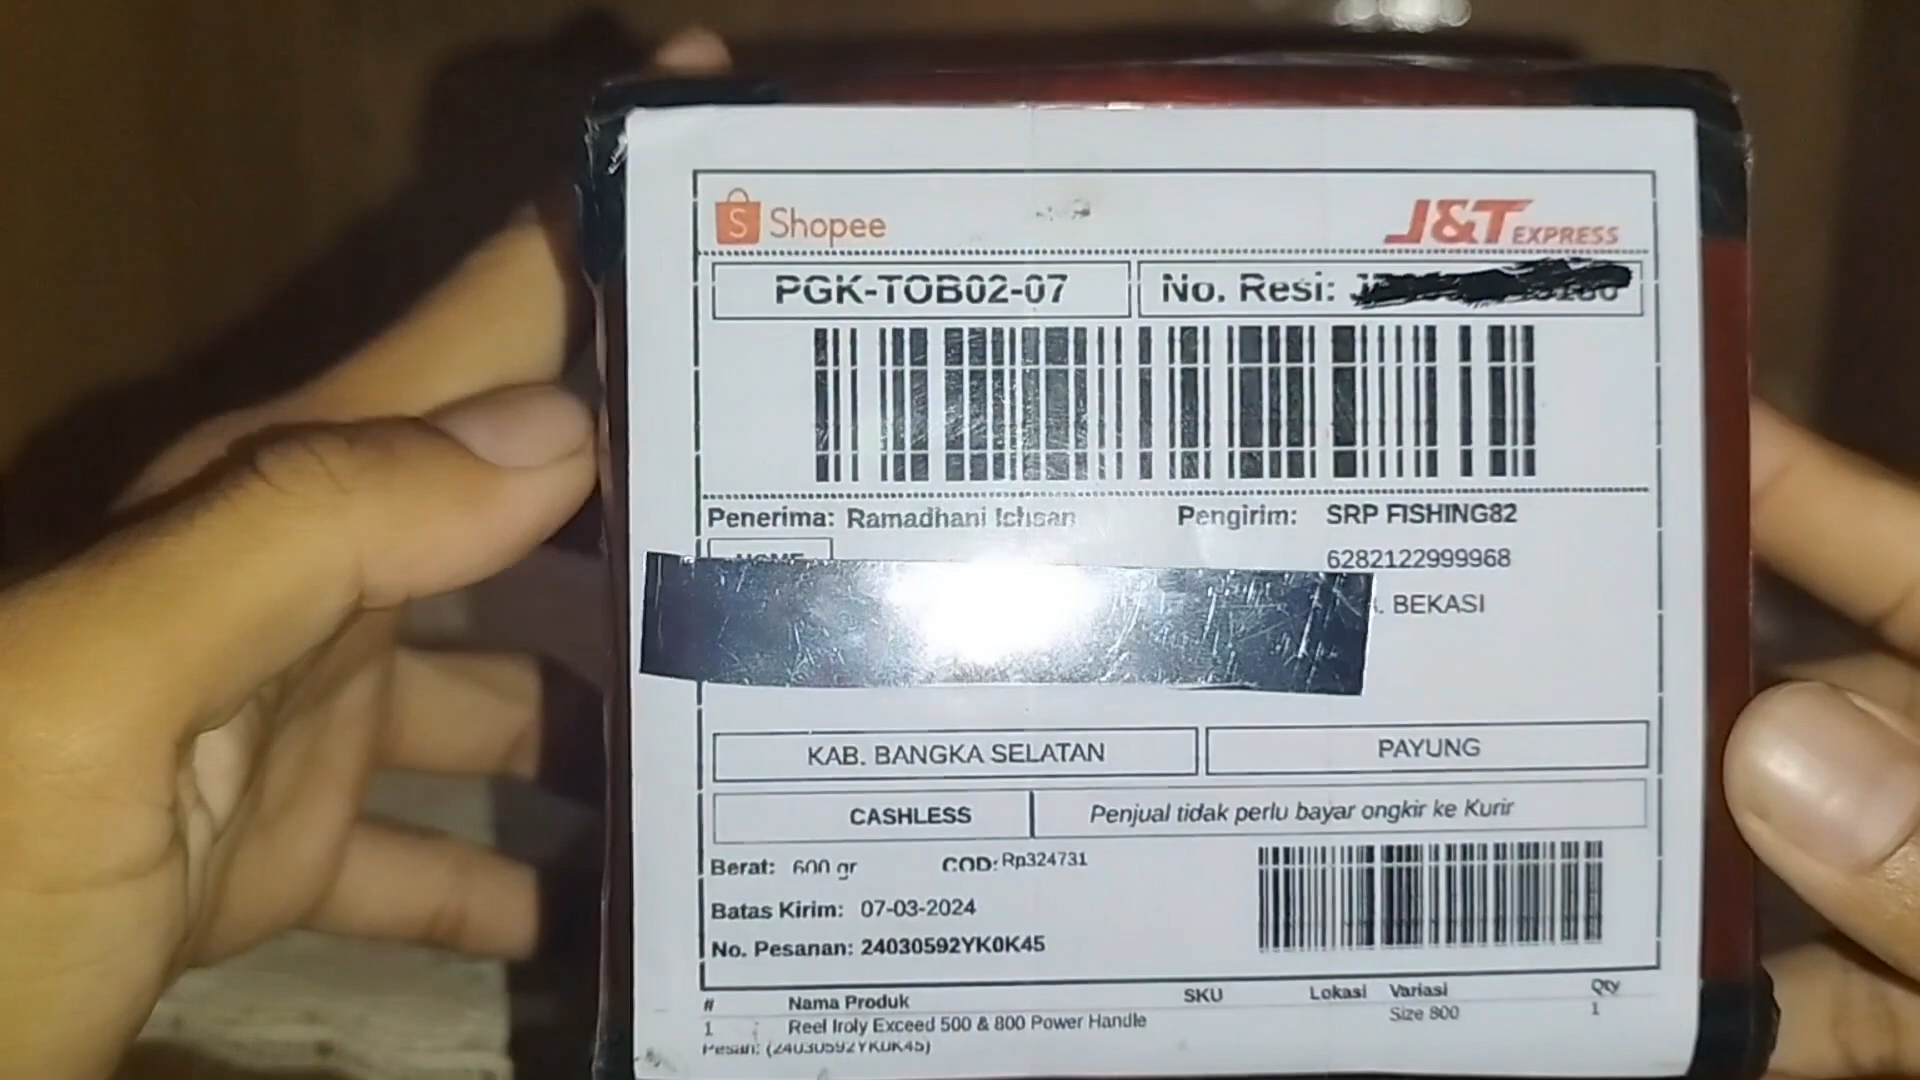 Shopee
J&T EXPRESS
PGK-TOB02-07
No. Resi:
Penerima: Ramadhani Ichsan
Pengirim: SRP FISHING82
HOME
6282122999968
BEKASI
KAB. BANGKA SELATAN
PAYUNG
CASHLESS
Penjual tidak perlu bayar ongkir ke Kurir
Berat: 600 gr
COD: Rp324731
Batas Kirim: 07-03-2024
No. Pesanan: 24030592YK0K45
# Nama Produk SKU Lokasi Variasi Qty
1 Reel Iroly Exceed 500 & 800 Power Handle Size 800 1
Pesan: (24030592YK0K45)